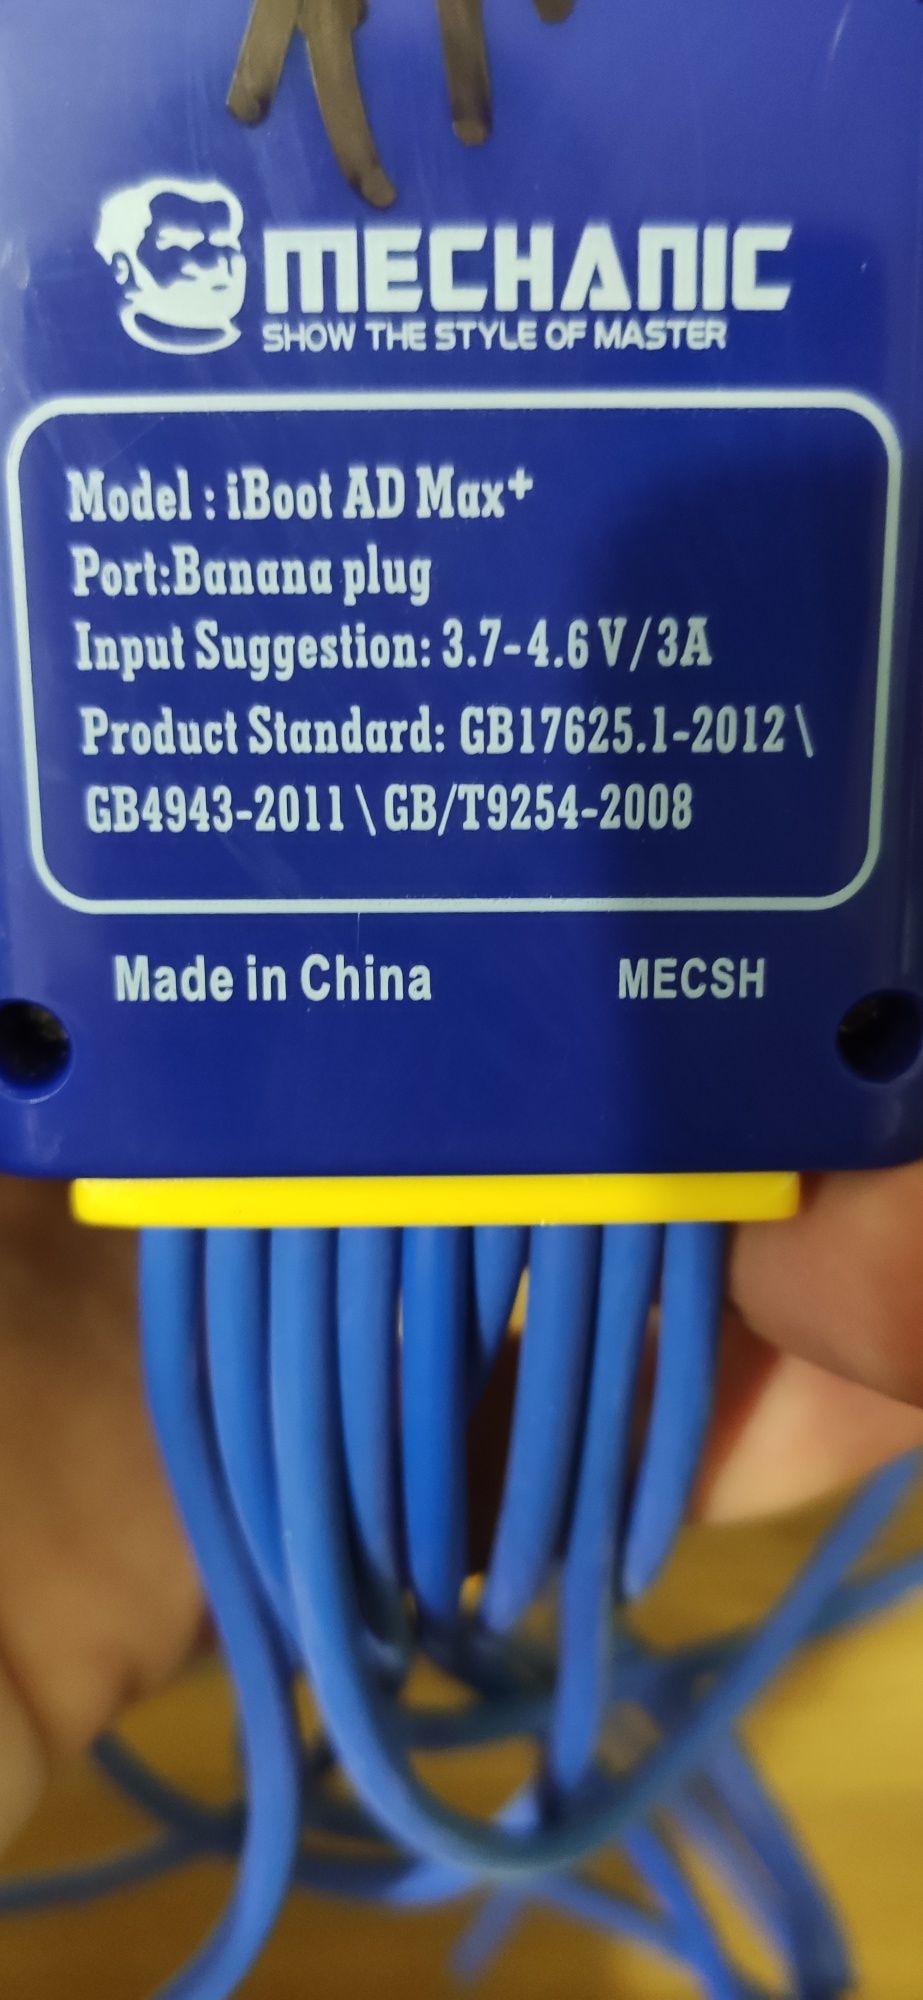 MECHANIC
SHOW THE STYLE OF MASTER
Model : iBoot AD Max+
Port:Banana plug
Input Suggestion: 3.7-4.6 V/3A
Product Standard: GB17625.1-2012 \
GB4943-2011 \ GB/T9254-2008
Made in China MECSH